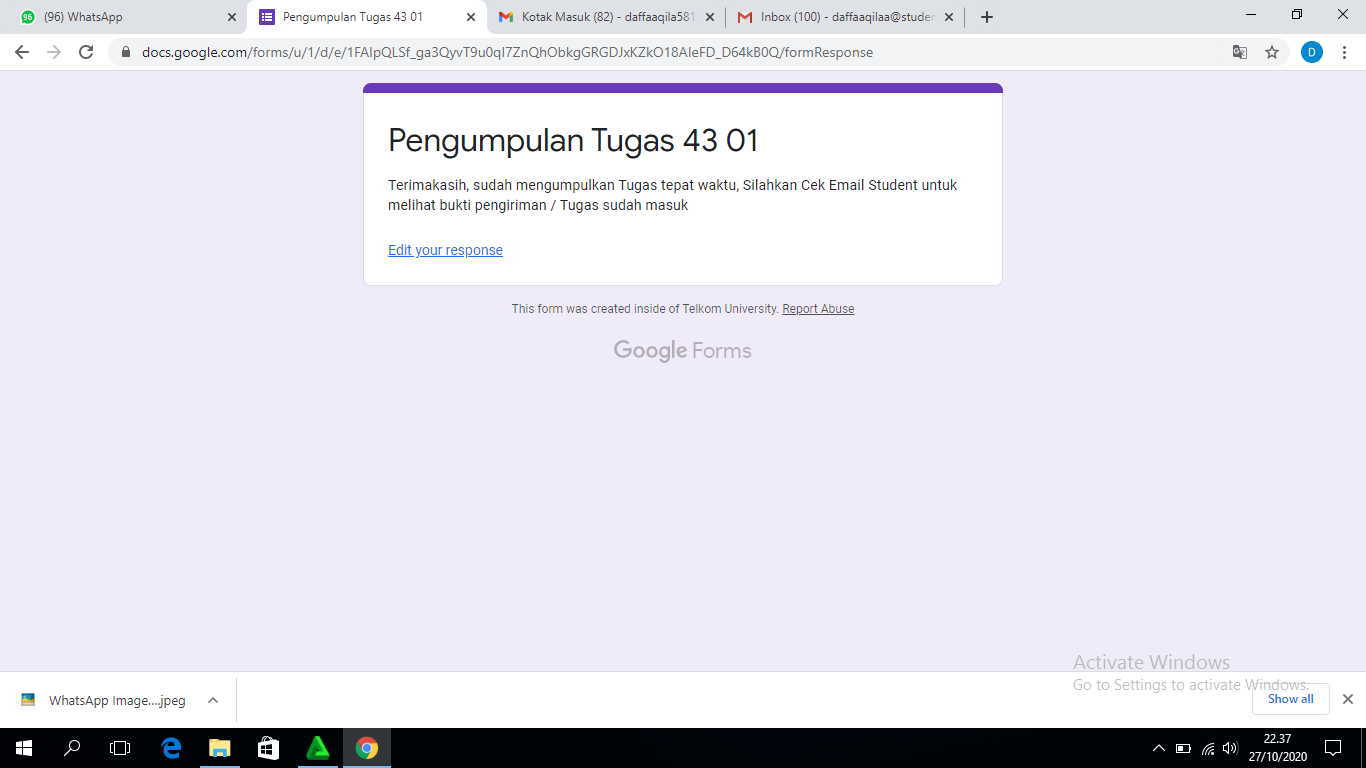 (96) WhatsApp
Pengumpulan Tugas 43 01
Kotak Masuk (82) - daffaaqila581
Inbox (100) - daffaaqilaa@studen
docs.google.com/forms/u/1/d/e/1FAIpQLSf_ga3QyvT9u0qI7ZnQhObkgGRGDJxKZkO18AIeFD_D64kB0Q/formResponse
D
Pengumpulan Tugas 43 01
Terimakasih, sudah mengumpulkan Tugas tepat waktu, Silahkan Cek Email Student untuk
melihat bukti pengiriman / Tugas sudah masuk
Edit your response
This form was created inside of Telkom University. Report Abuse
Google Forms
Activate Windows
Go to Settings to activate Windows.
WhatsApp Image....jpeg
Show all
22.37
27/10/2020